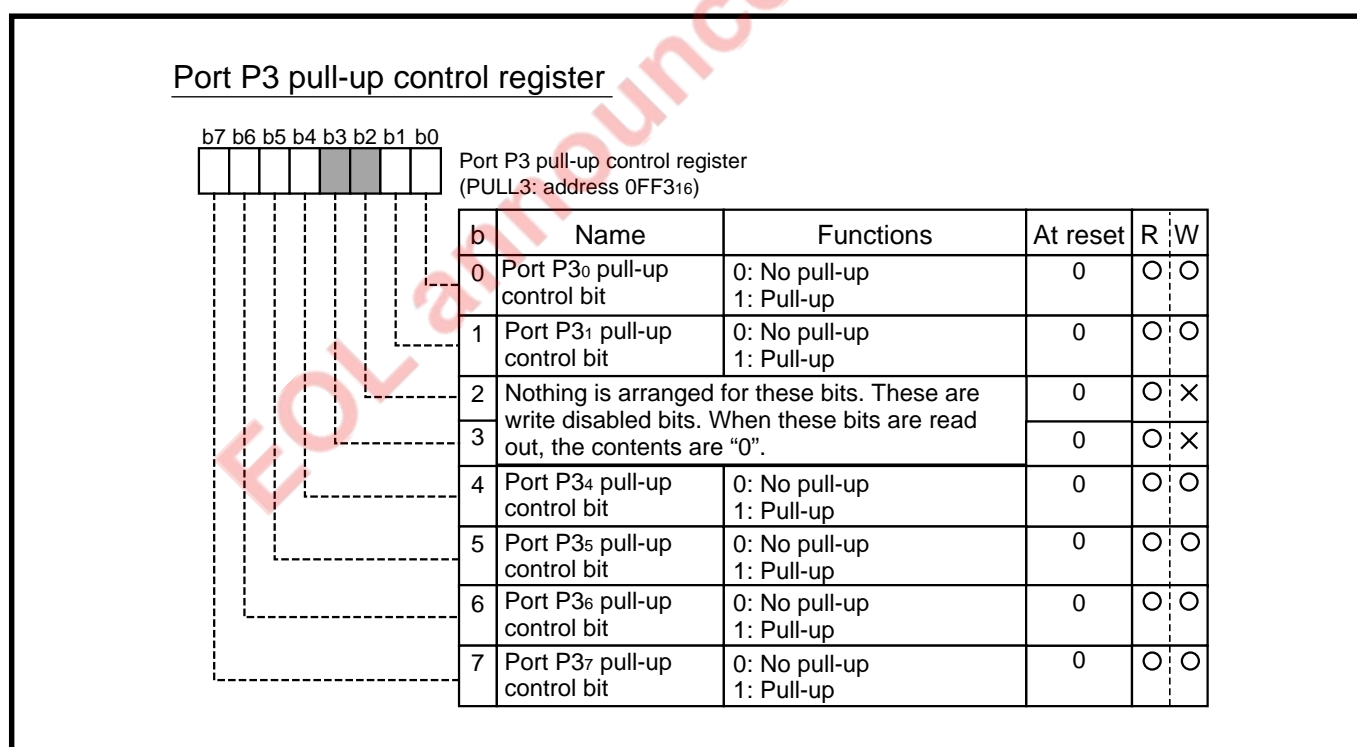 Port P3 pull-up control register
b7 b6 b5 b4 b3 b2 b1 b0
Port P3 pull-up control register
(PULL3: address 0FF3₁₆)
b Name Functions At reset R W
0 Port P3₀ pull-up control bit 0: No pull-up 1: Pull-up 0 ○ ○
1 Port P3₁ pull-up control bit 0: No pull-up 1: Pull-up 0 ○ ○
2 Nothing is arranged for these bits. These are 0 ○ ×
write disabled bits. When these bits are read
3 out, the contents are “0”. 0 ○ ×
4 Port P3₄ pull-up control bit 0: No pull-up 1: Pull-up 0 ○ ○
5 Port P3₅ pull-up control bit 0: No pull-up 1: Pull-up 0 ○ ○
6 Port P3₆ pull-up control bit 0: No pull-up 1: Pull-up 0 ○ ○
7 Port P3₇ pull-up control bit 0: No pull-up 1: Pull-up 0 ○ ○
EOL announce